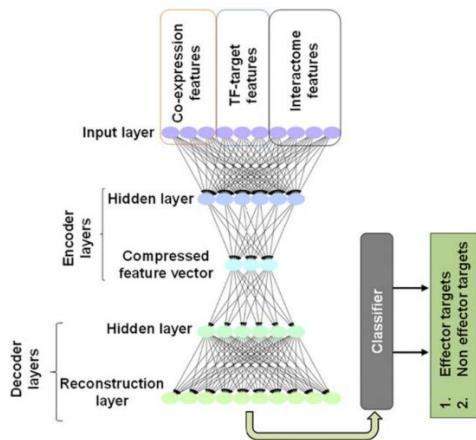 Co-expression
features
TF-target
features
Interactome
features
Input layer
Encoder
layers
Hidden layer
Compressed
feature vector
Decoder
layers
Hidden layer
Reconstruction
layer
Classifier
1. Effector targets
2. Non effector targets